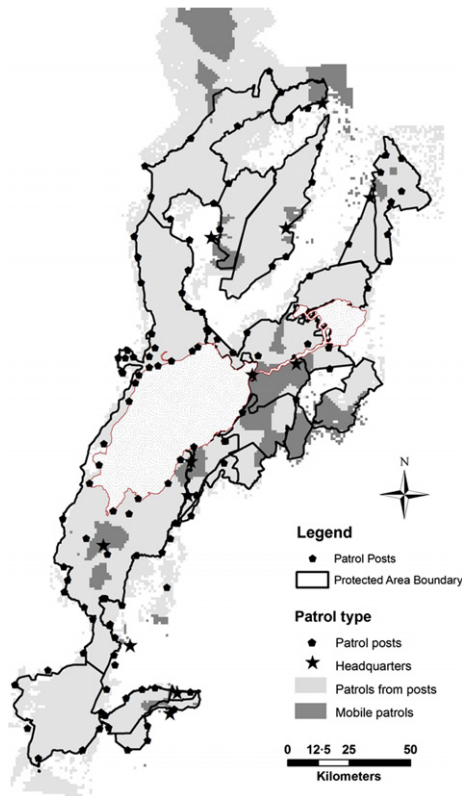 N
Legend
Patrol Posts
Protected Area Boundary
Patrol type
Patrol posts
Headquarters
Patrols from posts
Mobile patrols
0 12·5 25 50
Kilometers